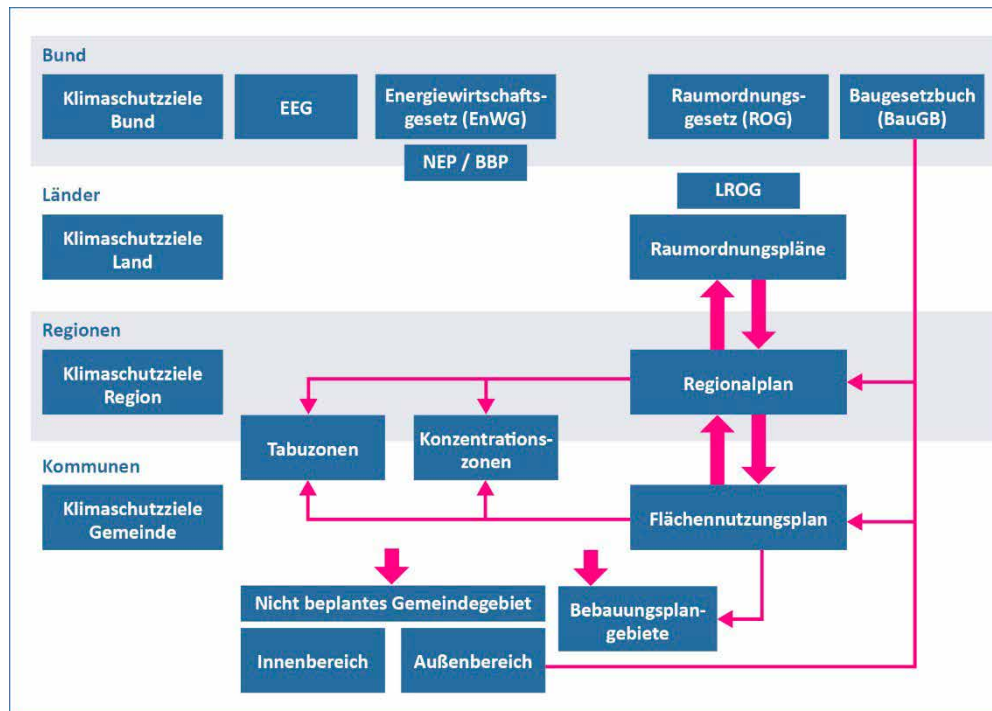 Bund
Klimaschutzziele
Bund
EEG
Energiewirtschafts-
gesetz (EnWG)
NEP / BBP
Raumordnungs-
gesetz (ROG)
Baugesetzbuch
(BauGB)
Länder
LROG
Klimaschutzziele
Land
Raumordnungspläne
Regionen
Klimaschutzziele
Region
Regionalplan
Tabuzonen
Konzentrations-
zonen
Kommunen
Klimaschutzziele
Gemeinde
Flächennutzungsplan
Nicht beplantes Gemeindegebiet
Bebauungsplan-
gebiete
Innenbereich
Außenbereich